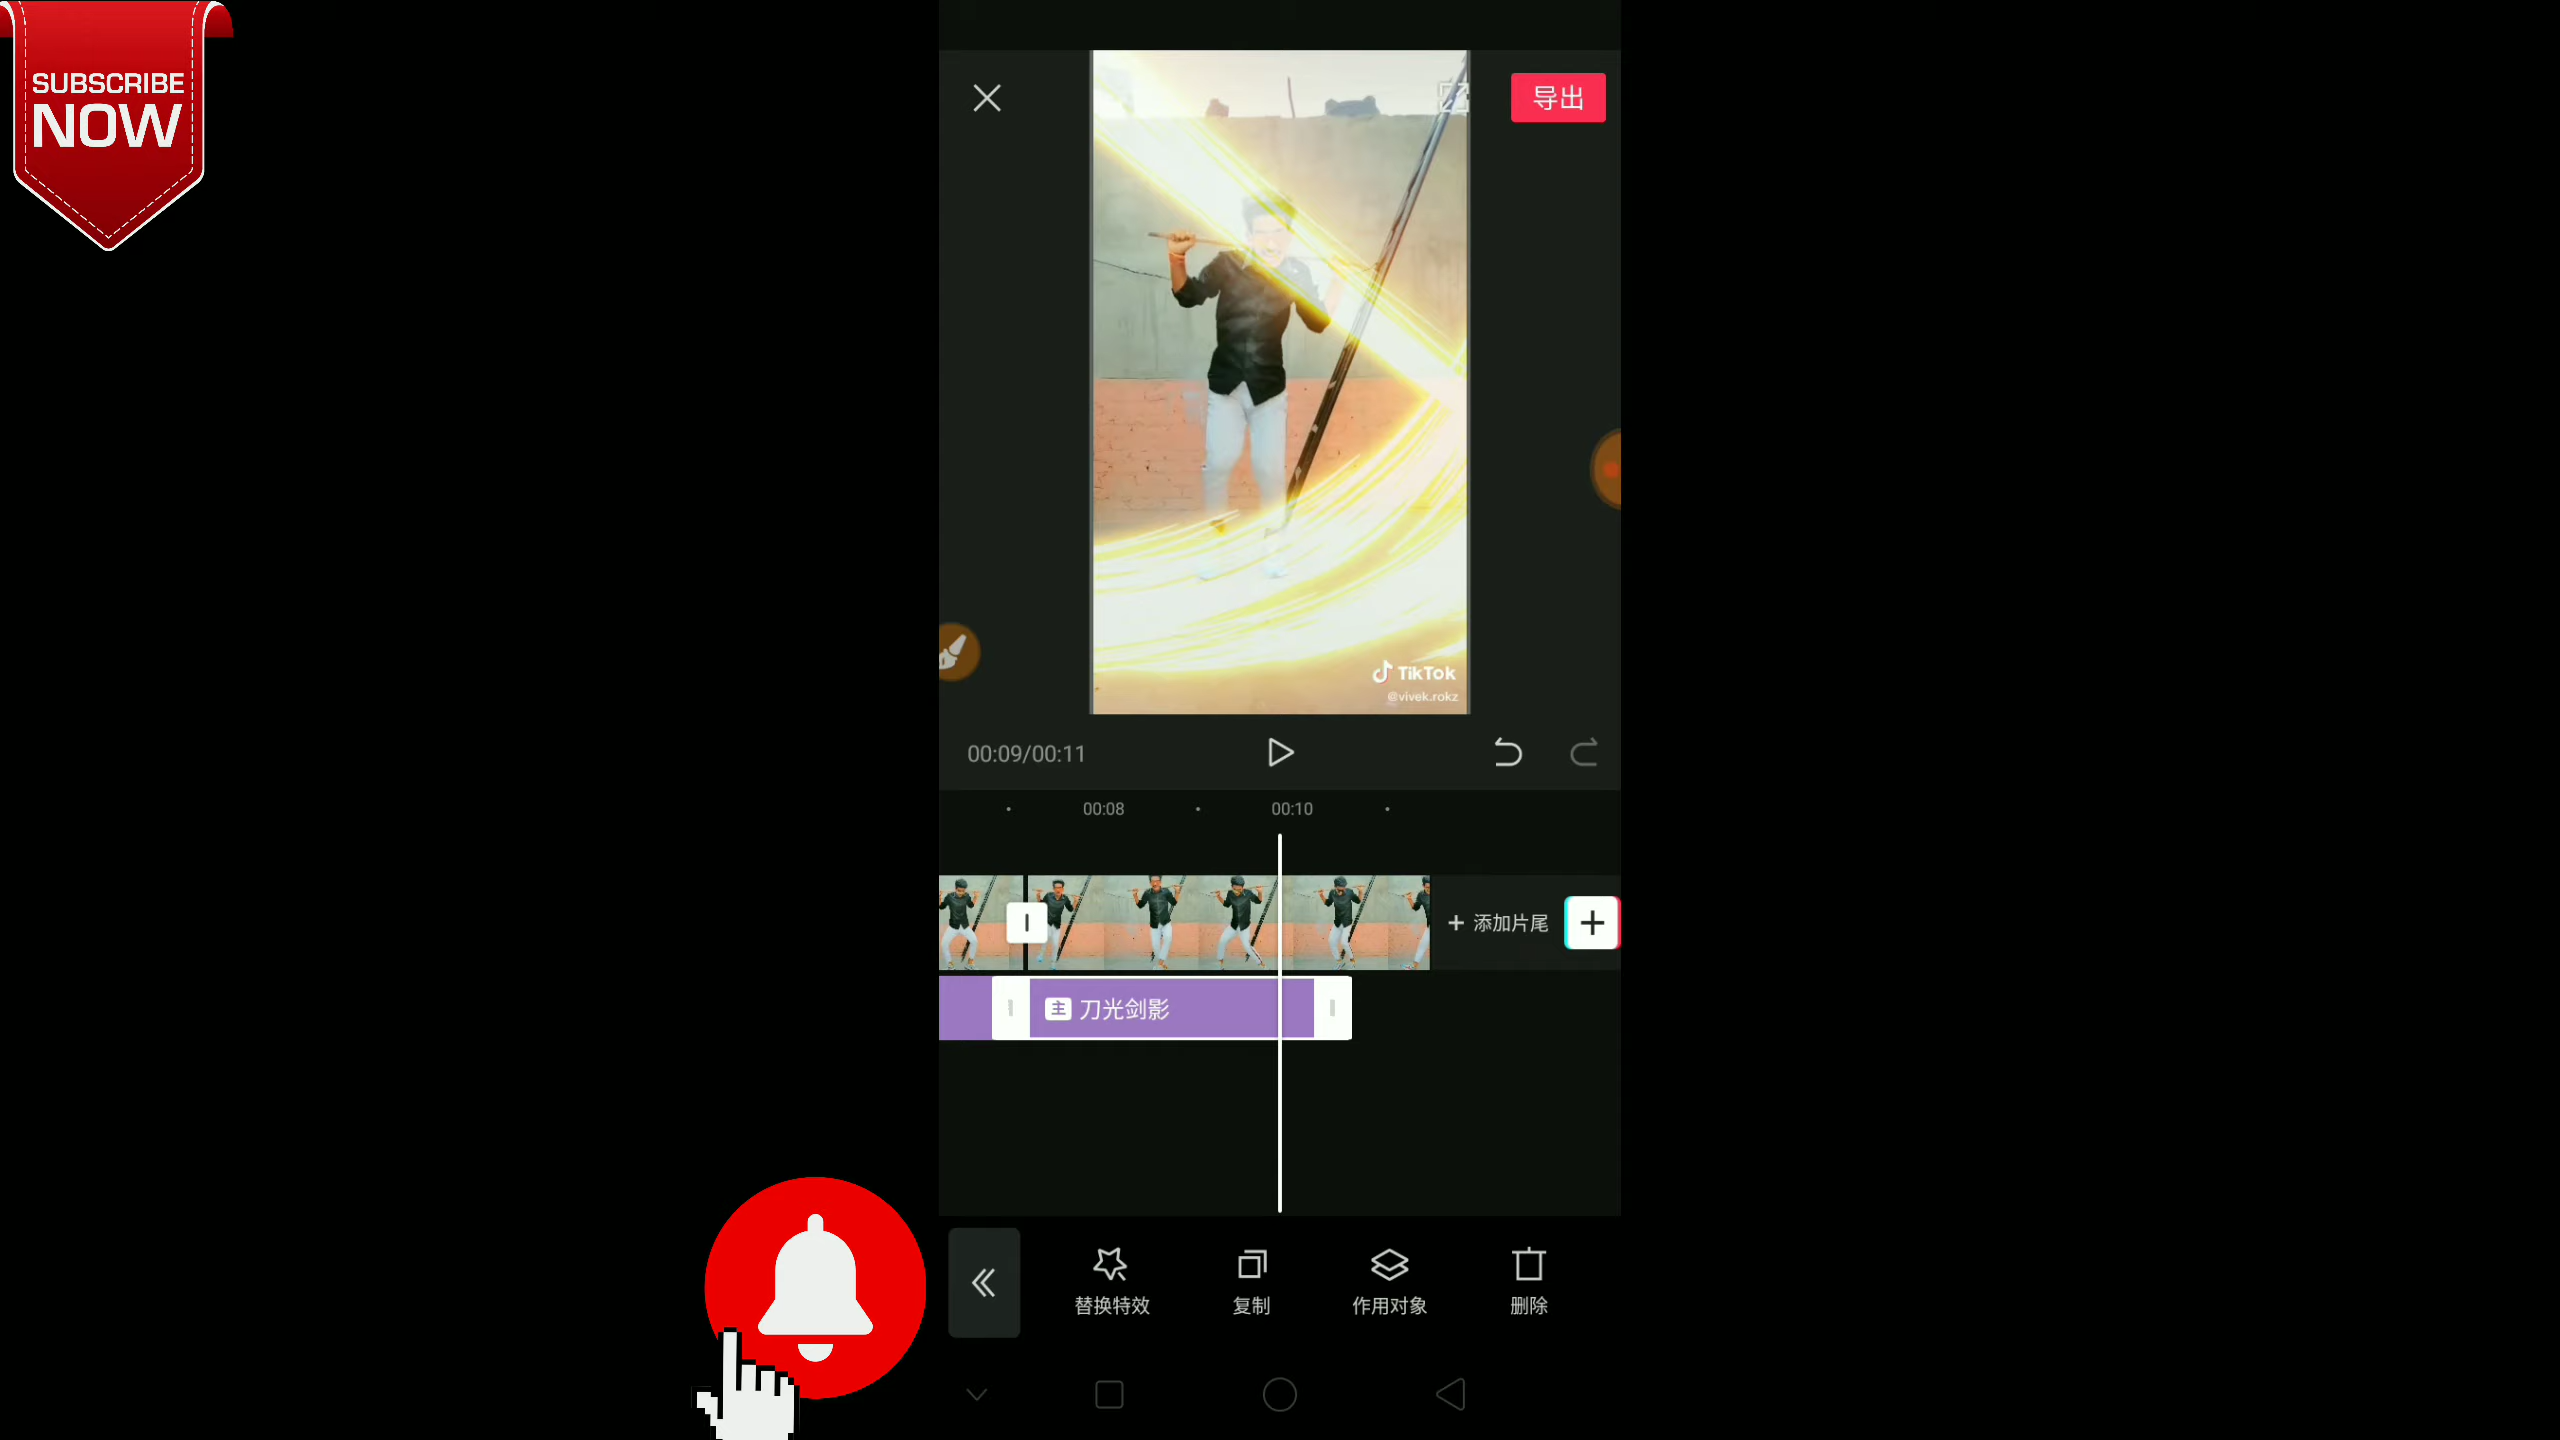 SUBSCRIBE
NOW
导出
TikTok
@vivek.rokz
00:09/00:11
00:08
00:10
+ 添加片尾
主 刀光剑影
替换特效
复制
作用对象
删除